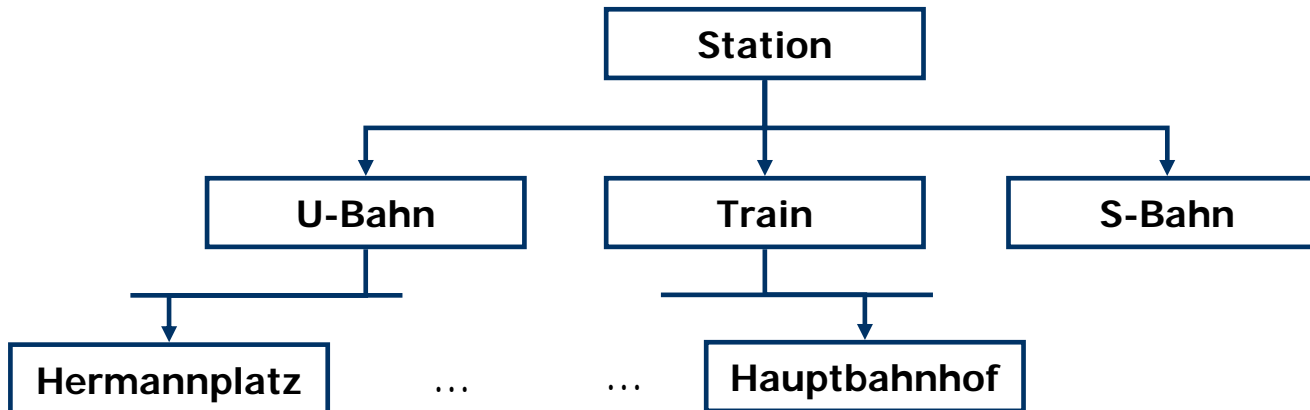 Station
U-Bahn
Train
S-Bahn
Hermannplatz
...
...
Hauptbahnhof